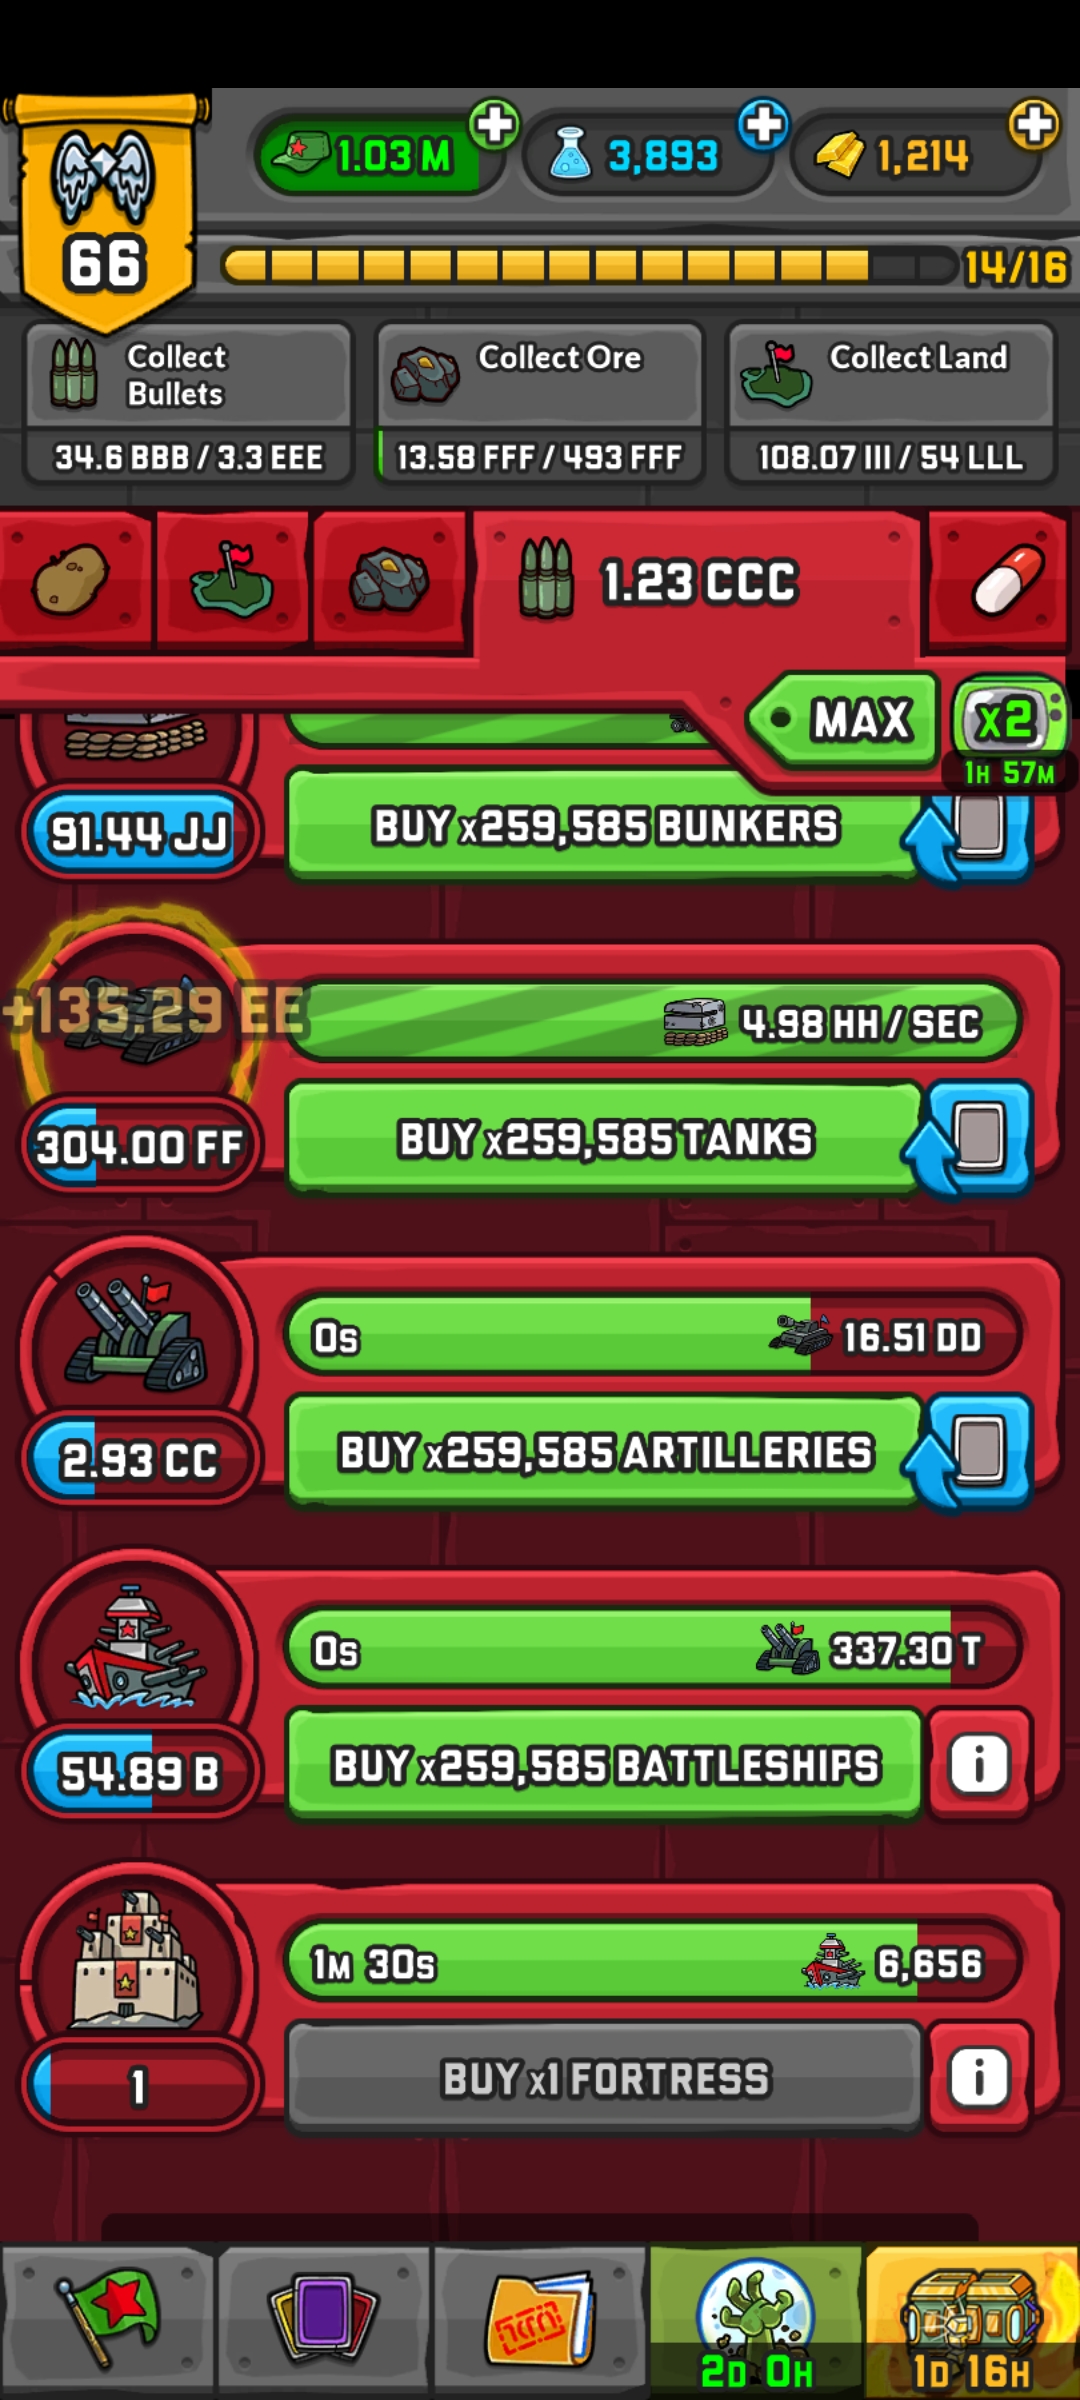 1.03 M
3,893
1,214
66
14/16
Collect
Bullets
Collect Ore
Collect Land
34.6 BBB / 3.3 EEE
13.58 FFF / 493 FFF
108.07 III / 54 LLL
1.23 CCC
MAX
x2
1H 57M
91.44 JJ
BUY x259,585 BUNKERS
+135.29 EE
4.98 HH / SEC
304.00 FF
BUY x259,585 TANKS
0s
16.51 DD
2.93 CC
BUY x259,585 ARTILLERIES
0s
337.30 T
54.89 B
BUY x259,585 BATTLESHIPS
i
1M 30s
6,656
1
BUY x1 FORTRESS
i
2D 0H
1D 16H